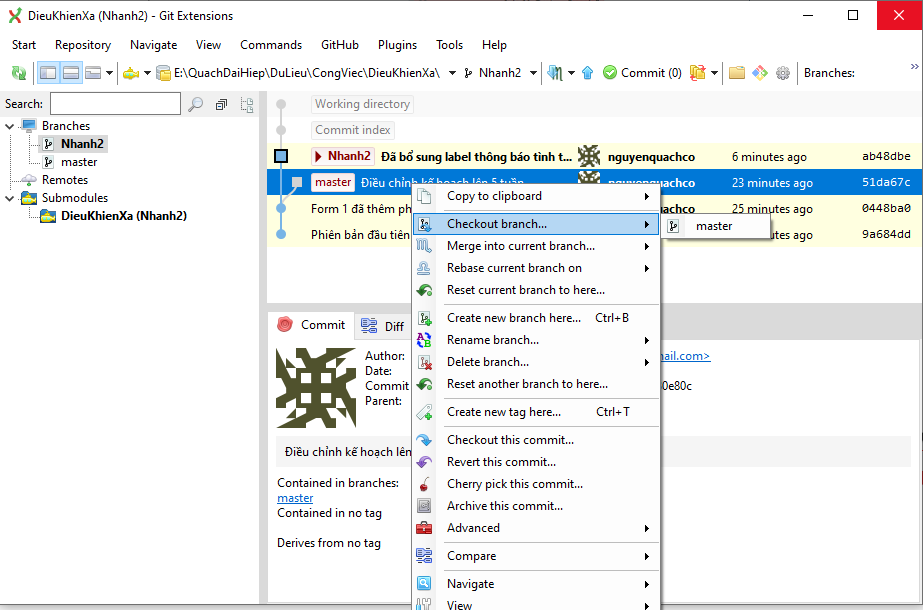 DieuKhienXa (Nhanh2) - Git Extensions
Start Repository Navigate View Commands GitHub Plugins Tools Help
E:\QuachDaiHiep\DuLieu\CongViec\DieuKhienXa\ Nhanh2 Commit (0) Branches:
Search:
Branches
Nhanh2
master
Remotes
Submodules
DieuKhienXa (Nhanh2)
Working directory
Commit index
Nhanh2 Đã bổ sung label thông báo tình t... nguyenquachco 6 minutes ago ab48dbe
master Điều chỉnh kế hoạch lên 5 tuần nguyenquachco 23 minutes ago 51da67c
Form 1 đã thêm ph co 25 minutes ago 0448ba0
Phiên bản đầu tiên tes ago 9a684dd
Copy to clipboard
Checkout branch...
master
Merge into current branch...
Rebase current branch on
Reset current branch to here...
Create new branch here... Ctrl+B
Rename branch...
Delete branch...
Reset another branch to here...
Create new tag here... Ctrl+T
Checkout this commit...
Revert this commit...
Cherry pick this commit...
Archive this commit...
Advanced
Compare
Navigate
View
Commit Diff
Author: ail.com>
Date:
Commit 0e80c
Parent:
Điều chỉnh kế hoạch lên
Contained in branches:
master
Contained in no tag
Derives from no tag